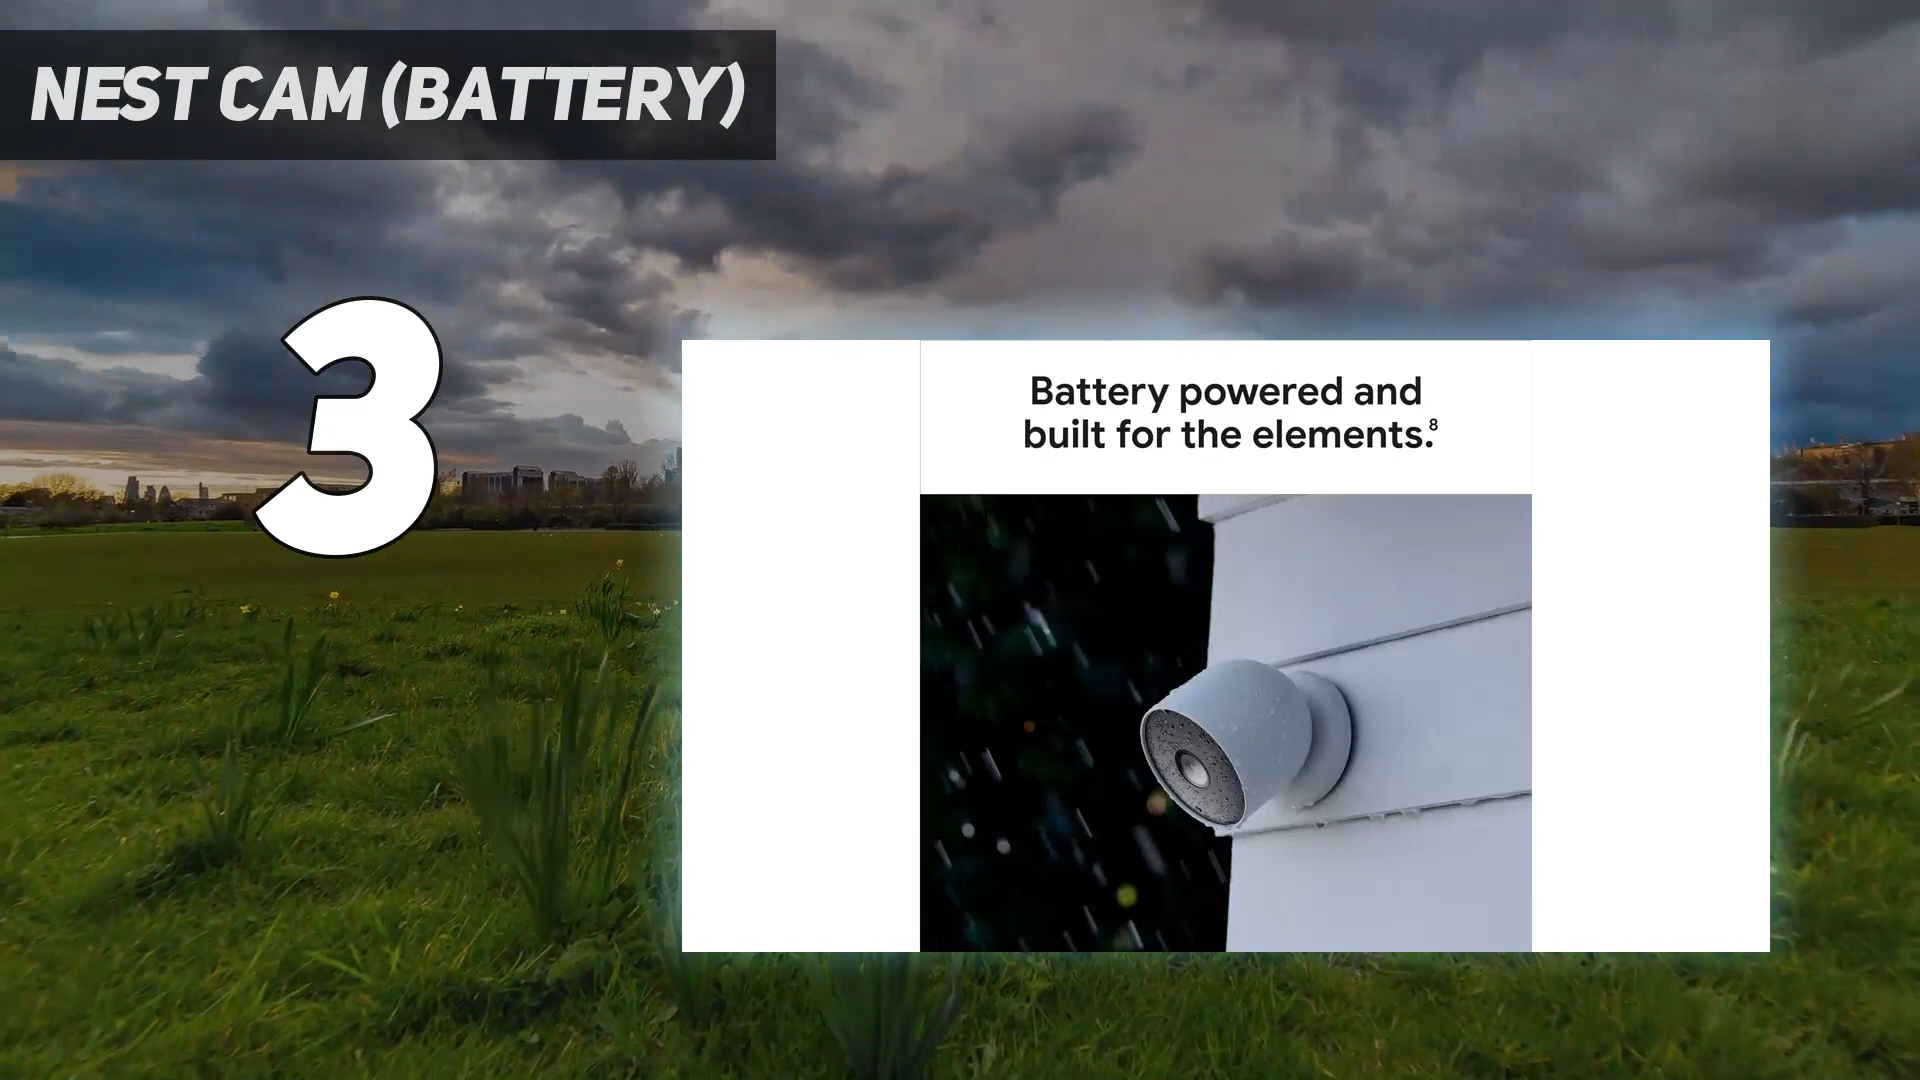 NEST CAM (BATTERY)
3
Battery powered and
built for the elements.⁸